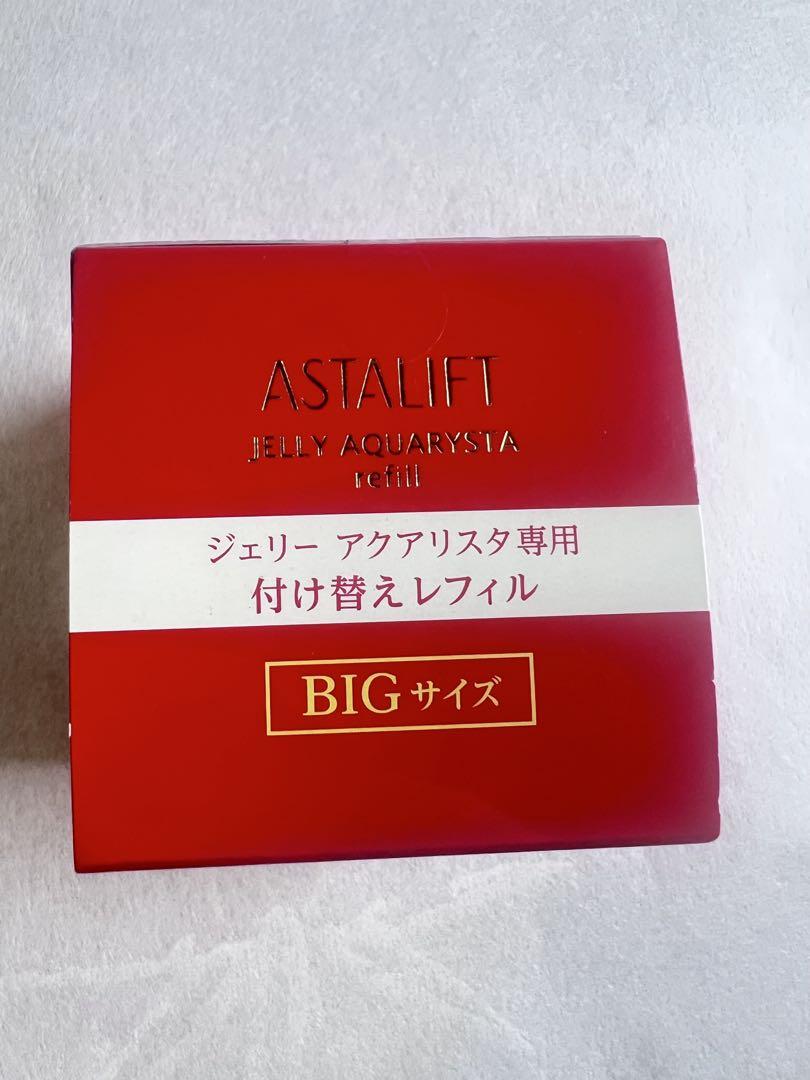 ASTALIFT
JELLY AQUARYSTA
refill
ジェリー アクアリスタ専用
付け替えレフィル
BIGサイズ